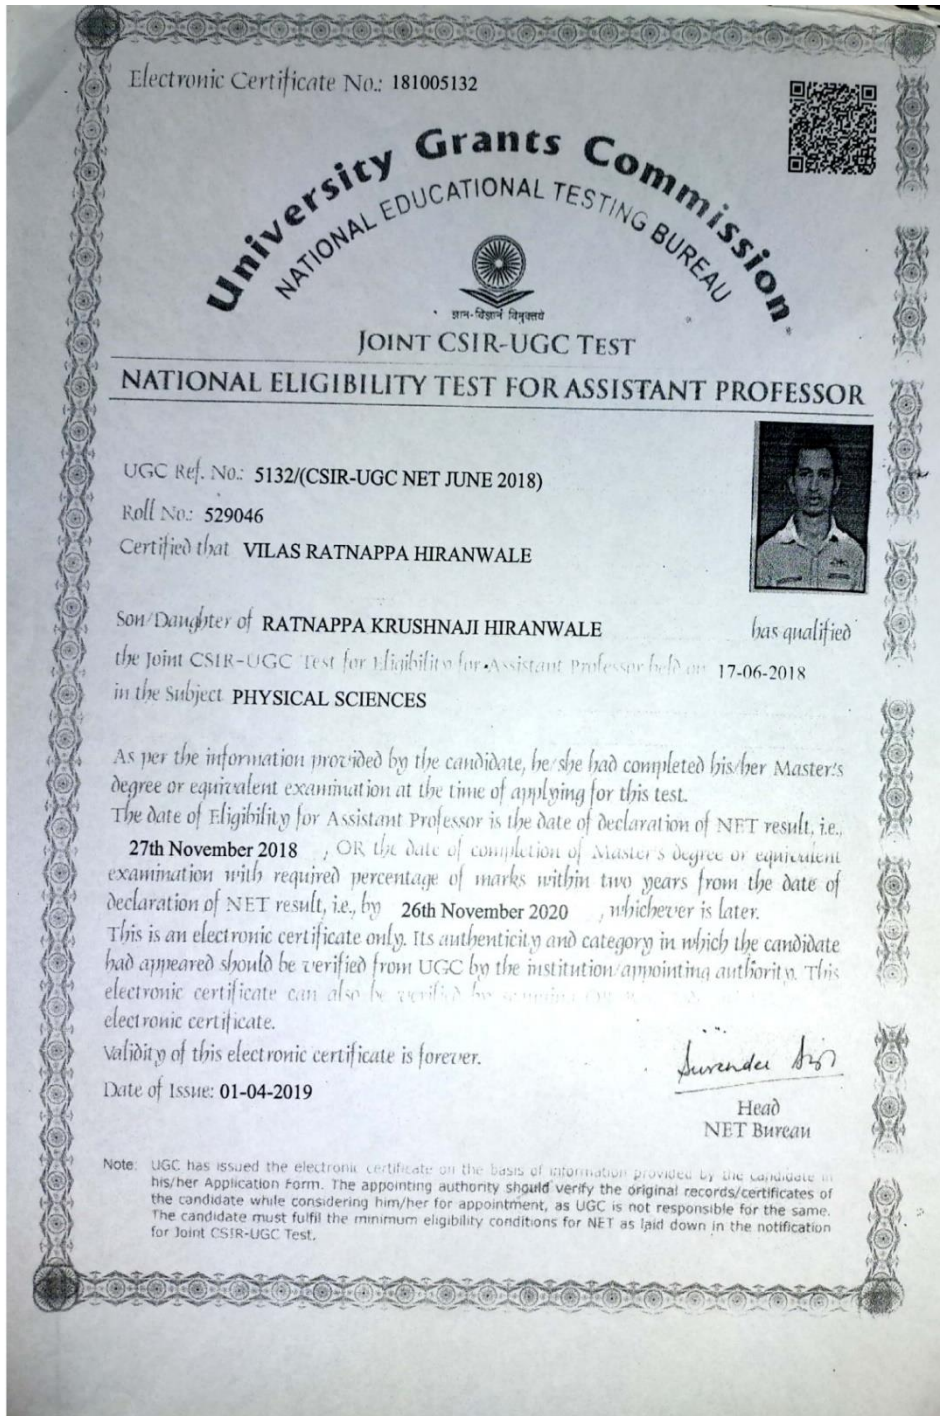 Electronic Certificate No.: 181005132
University Grants Commission
NATIONAL EDUCATIONAL TESTING BUREAU
ज्ञान-विज्ञानं विमुक्तये
JOINT CSIR-UGC TEST
NATIONAL ELIGIBILITY TEST FOR ASSISTANT PROFESSOR
UGC Ref. No.: 5132/(CSIR-UGC NET JUNE 2018)
Roll No.: 529046
Certified that VILAS RATNAPPA HIRANWALE
Son/Daughter of RATNAPPA KRUSHNAJI HIRANWALE has qualified
the Joint CSIR-UGC Test for Eligibility for Assistant Professor held on 17-06-2018
in the Subject PHYSICAL SCIENCES
As per the information provided by the candidate, he/she had completed his/her Master's
degree or equivalent examination at the time of applying for this test.
The date of Eligibility for Assistant Professor is the date of declaration of NET result, i.e.,
27th November 2018 , OR the date of completion of Master's degree or equivalent
examination with required percentage of marks within two years from the date of
declaration of NET result, i.e., by 26th November 2020 , whichever is later.
This is an electronic certificate only. Its authenticity and category in which the candidate
had appeared should be verified from UGC by the institution/appointing authority. This
electronic certificate can also be verified by scanning
electronic certificate.
Validity of this electronic certificate is forever.
Date of Issue: 01-04-2019
Head
NET Bureau
Note: UGC has issued the electronic certificate on the basis of information provided by the candidate in
his/her Application Form. The appointing authority should verify the original records/certificates of
the candidate while considering him/her for appointment, as UGC is not responsible for the same.
The candidate must fulfil the minimum eligibility conditions for NET as laid down in the notification
for Joint CSIR-UGC Test.